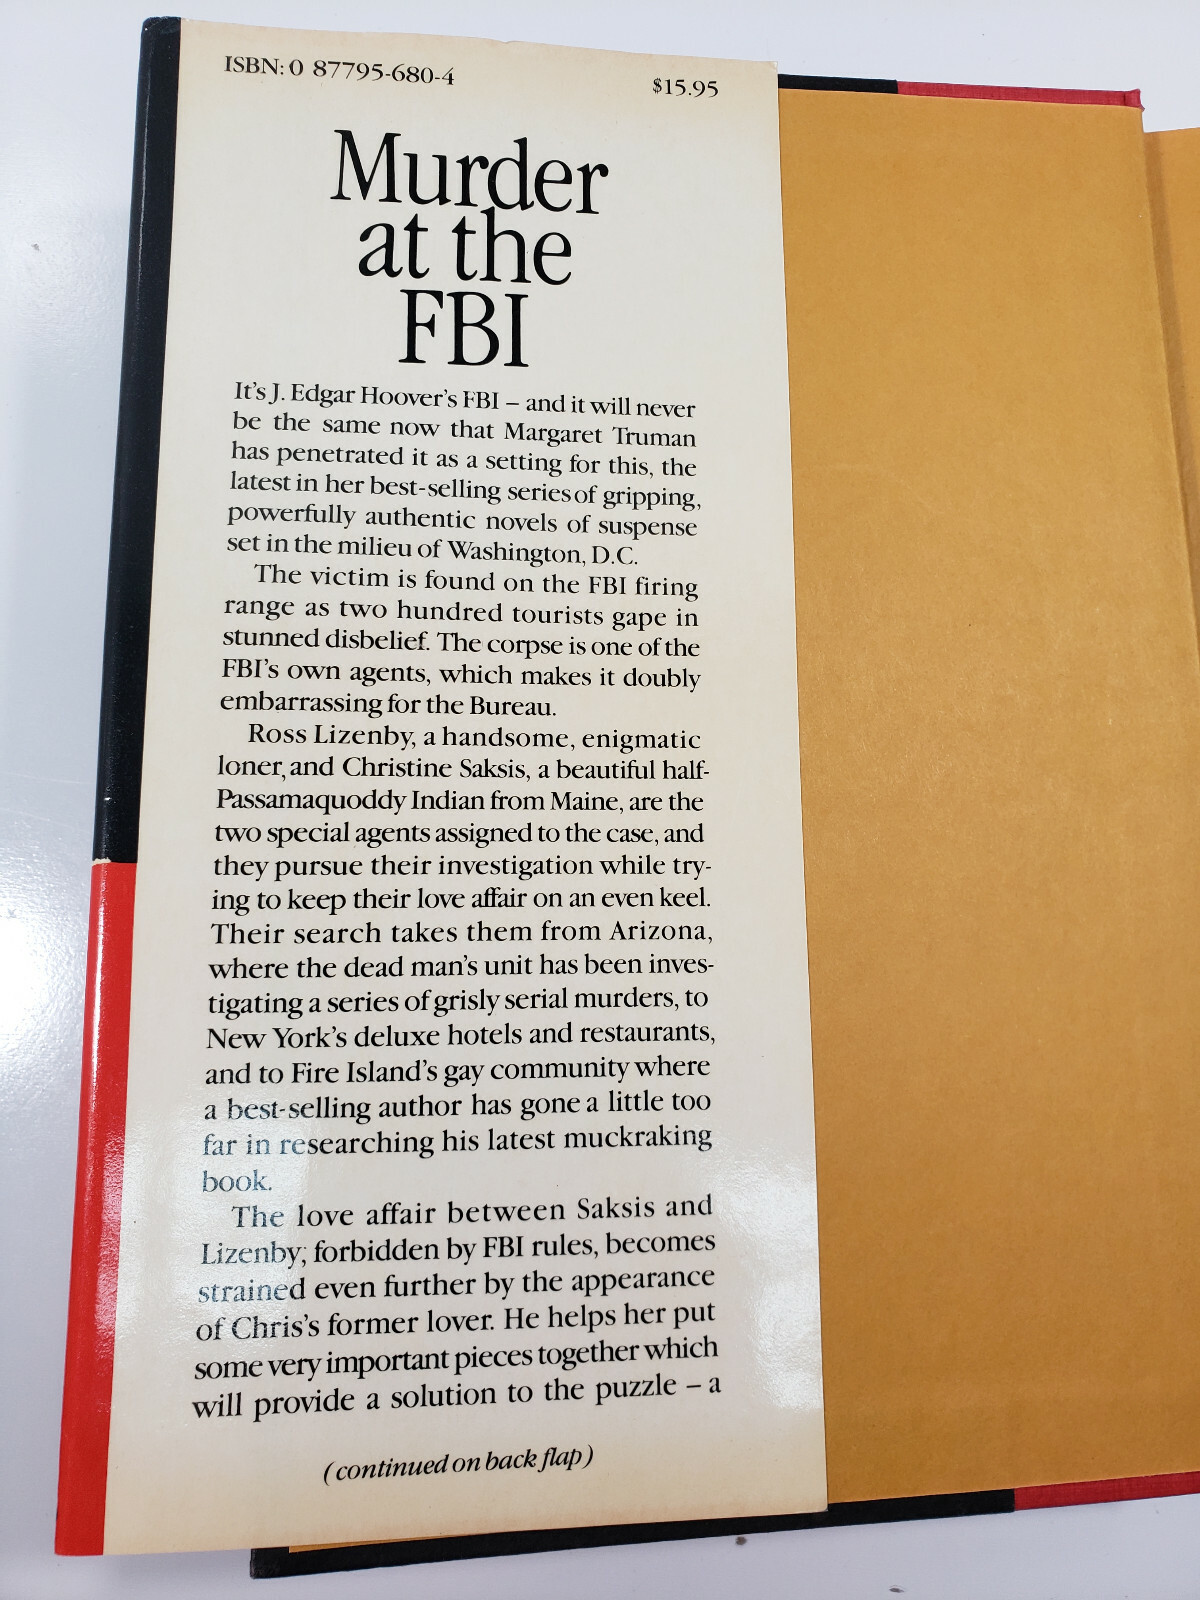 ISBN: 0 87795-680-4
$15.95
Murder
at the
FBI
It's J. Edgar Hoover's FBI – and it will never
be the same now that Margaret Truman
has penetrated it as a setting for this, the
latest in her best-selling series of gripping,
powerfully authentic novels of suspense
set in the milieu of Washington, D.C.
The victim is found on the FBI firing
range as two hundred tourists gape in
stunned disbelief. The corpse is one of the
FBI's own agents, which makes it doubly
embarrassing for the Bureau.
Ross Lizenby, a handsome, enigmatic
loner, and Christine Saksis, a beautiful half-
Passamaquoddy Indian from Maine, are the
two special agents assigned to the case, and
they pursue their investigation while try-
ing to keep their love affair on an even keel.
Their search takes them from Arizona,
where the dead man's unit has been inves-
tigating a series of grisly serial murders, to
New York's deluxe hotels and restaurants,
and to Fire Island's gay community where
a best-selling author has gone a little too
far in researching his latest muckraking
book.
The love affair between Saksis and
Lizenby, forbidden by FBI rules, becomes
strained even further by the appearance
of Chris's former lover. He helps her put
some very important pieces together which
will provide a solution to the puzzle – a
(continued on back flap)